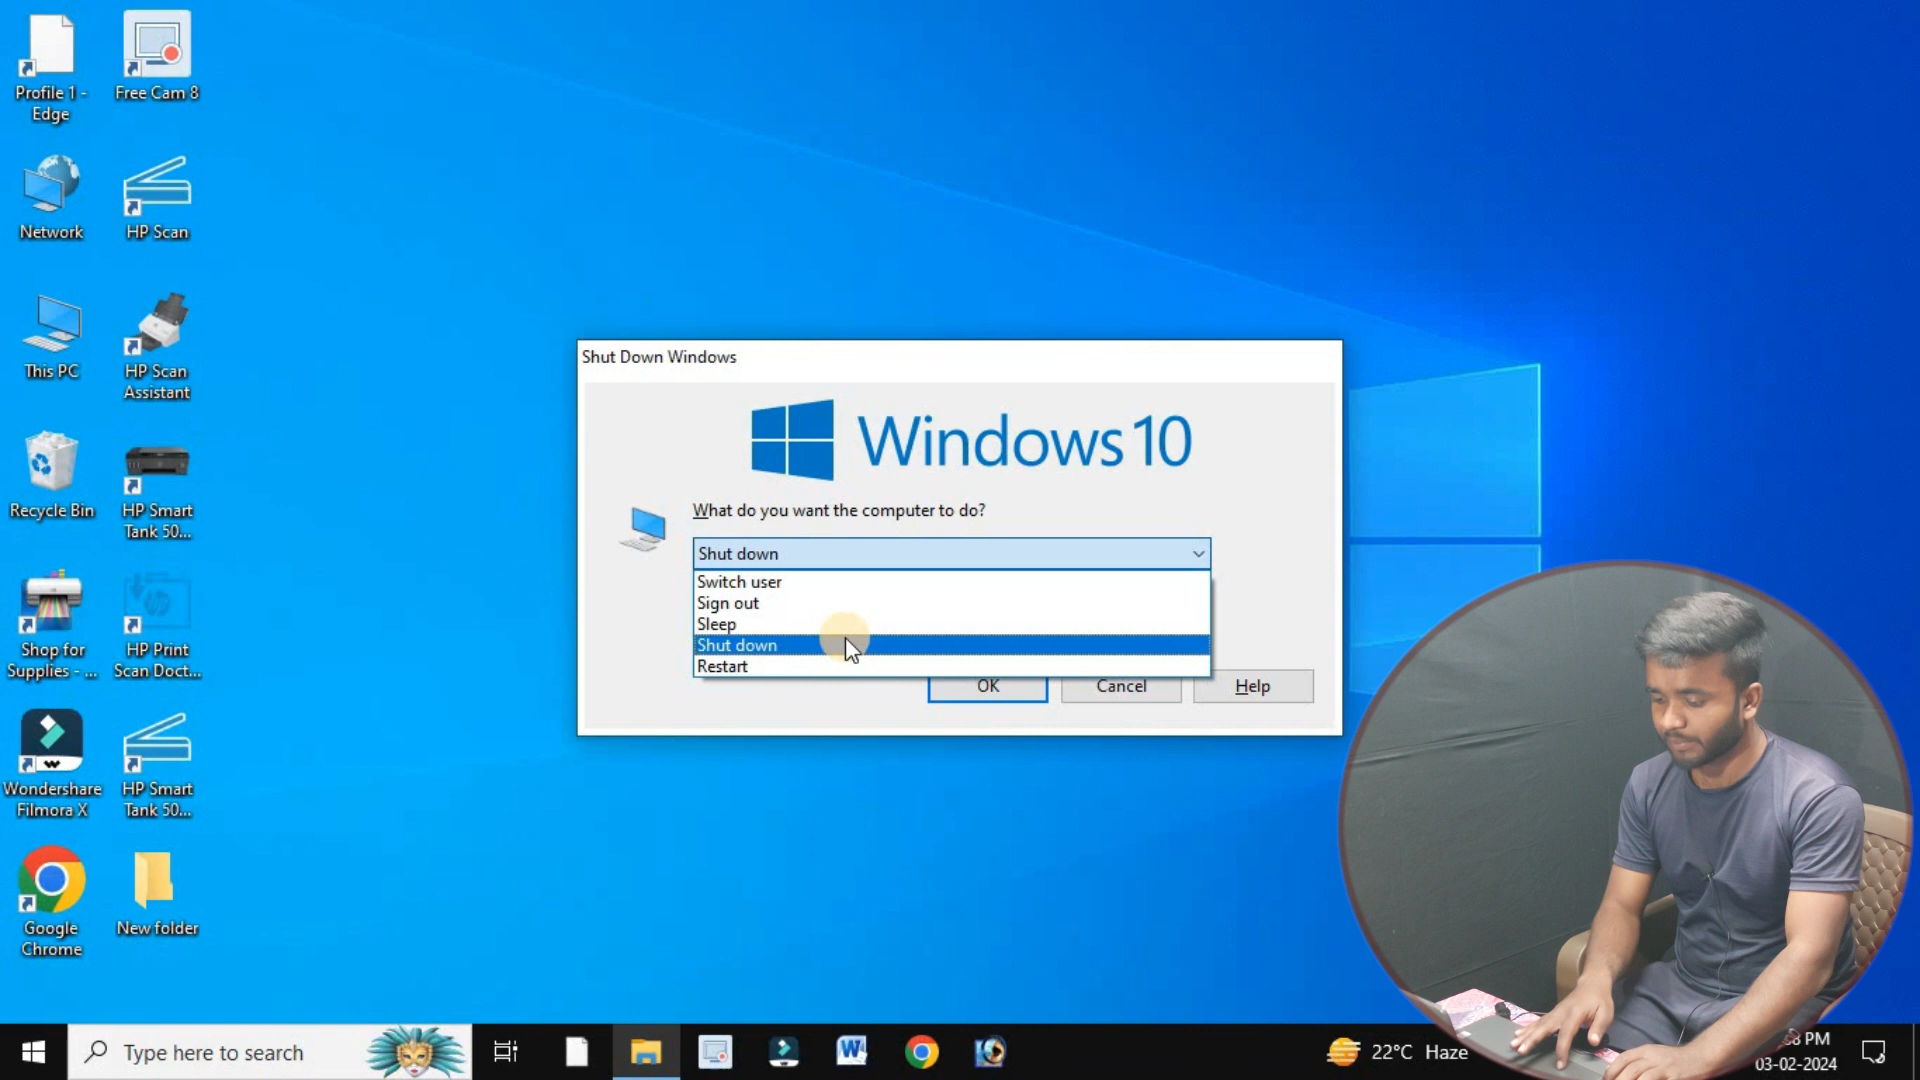 Profile 1 -
Edge
Free Cam 8
Network
HP Scan
This PC
HP Scan
Assistant
Recycle Bin
HP Smart
Tank 50...
Shop for
Supplies - ...
HP Print
Scan Doct...
Wondershare
Filmora X
HP Smart
Tank 50...
Google
Chrome
New folder
Shut Down Windows
Windows 10
What do you want the computer to do?
Shut down
Switch user
Sign out
Sleep
Shut down
Restart
OK
Cancel
Help
Type here to search
22°C Haze
8 PM
03-02-2024